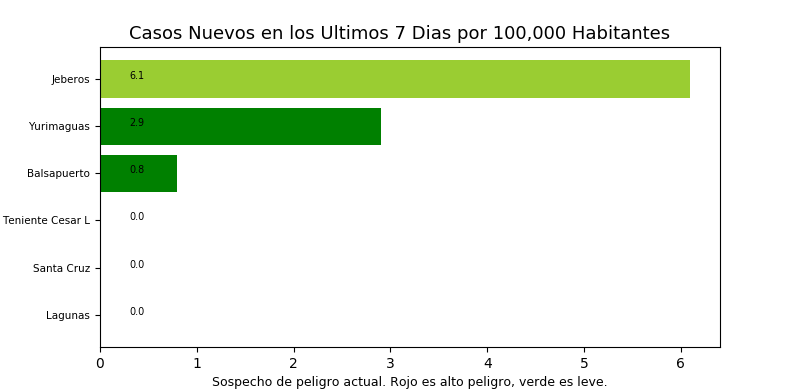 Casos Nuevos en los Ultimos 7 Dias por 100,000 Habitantes
Jeberos 6.1
Yurimaguas 2.9
Balsapuerto 0.8
Teniente Cesar L 0.0
Santa Cruz 0.0
Lagunas 0.0
0 1 2 3 4 5 6
Sospecho de peligro actual. Rojo es alto peligro, verde es leve.